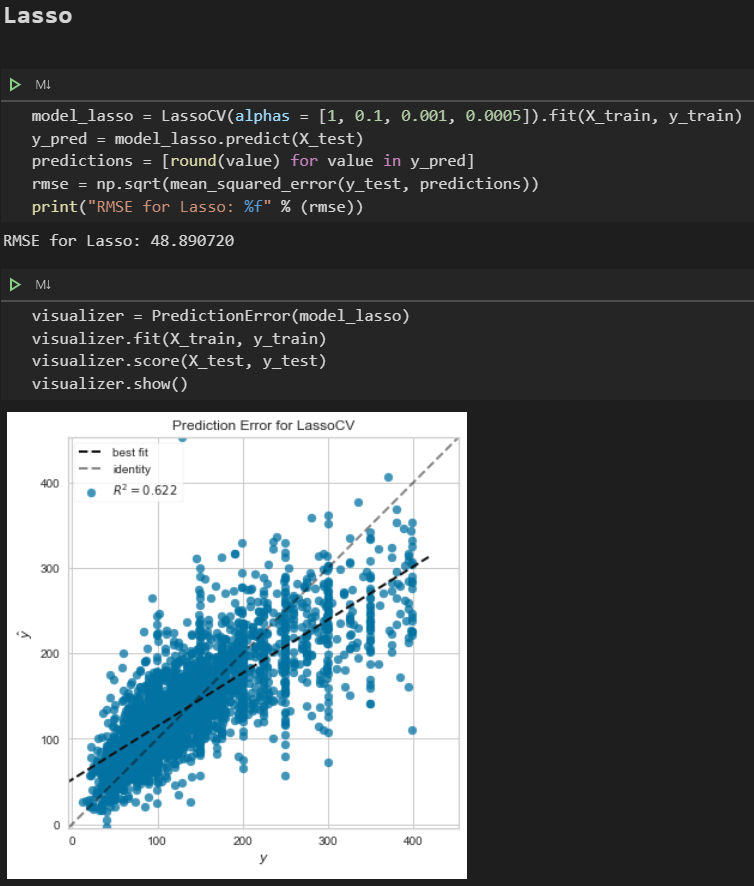 Lasso
M↓
model_lasso = LassoCV(alphas = [1, 0.1, 0.001, 0.0005]).fit(X_train, y_train)
y_pred = model_lasso.predict(X_test)
predictions = [round(value) for value in y_pred]
rmse = np.sqrt(mean_squared_error(y_test, predictions))
print("RMSE for Lasso: %f" % (rmse))
RMSE for Lasso: 48.890720
M↓
visualizer = PredictionError(model_lasso)
visualizer.fit(X_train, y_train)
visualizer.score(X_test, y_test)
visualizer.show()
Prediction Error for LassoCV
best fit
identity
R² = 0.622
400
300
200
100
0
ŷ
0 100 200 300 400
y